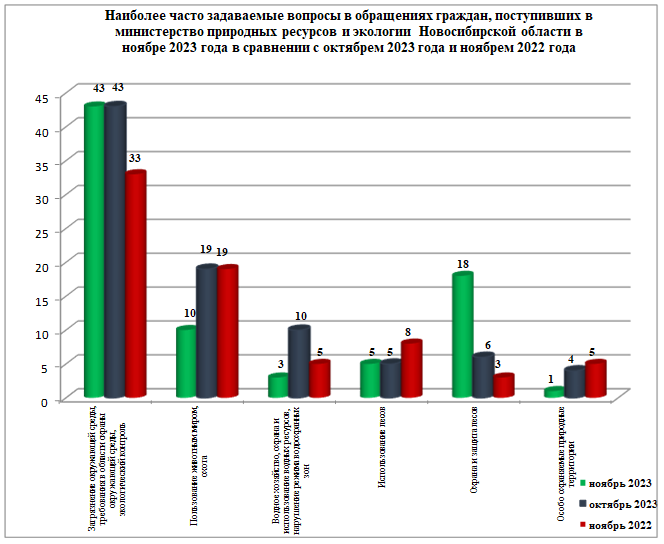 Наиболее часто задаваемые вопросы в обращениях граждан, поступивших в
министерство природных ресурсов и экологии Новосибирской области в
ноябре 2023 года в сравнении с октябрем 2023 года и ноябрем 2022 года
45
40
35
30
25
20
15
10
5
0
43
43
33
10
19
19
3
10
5
5
5
8
18
6
3
1
4
5
Загрязнение окружающей среды,
требования в области охраны
окружающей среды,
экологический контроль
Пользование животным миром,
охота
Водное хозяйство, охрана и
использование водных ресурсов,
нарушение режима водоохранных
зон
Использование лесов
Охрана и защита лесов
Особо охраняемые природные
территории
ноябрь 2023
октябрь 2023
ноябрь 2022